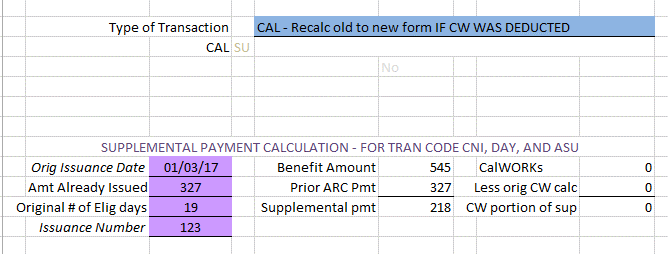 Type of Transaction CAL - Recalc old to new form IF CW WAS DEDUCTED
CAL SU
No
SUPPLEMENTAL PAYMENT CALCULATION - FOR TRAN CODE CNI, DAY, AND ASU
Orig Issuance Date 01/03/17 Benefit Amount 545 CalWORKs 0
Amt Already Issued 327 Prior ARC Pmt 327 Less orig CW calc 0
Original # of Elig days 19 Supplemental pmt 218 CW portion of sup 0
Issuance Number 123